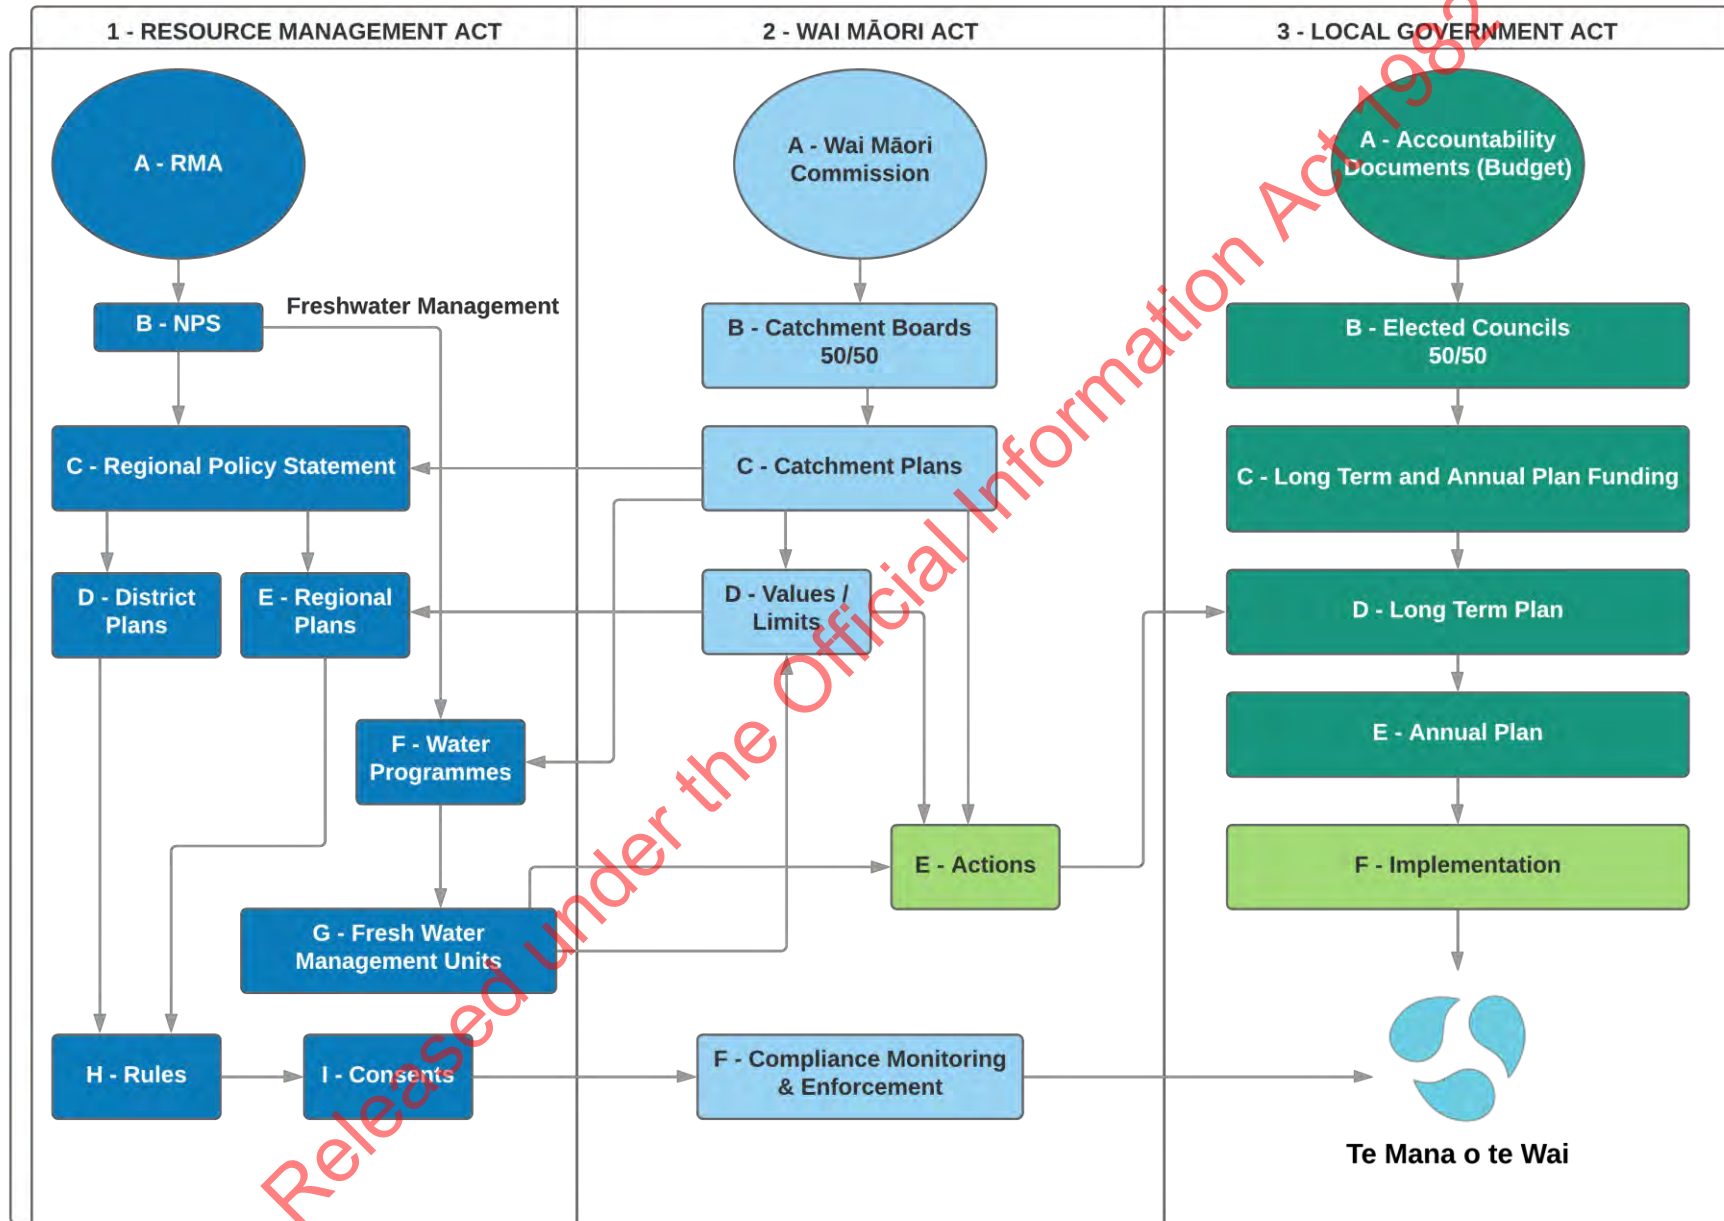 1 - RESOURCE MANAGEMENT ACT
2 - WAI MĀORI ACT
3 - LOCAL GOVERNMENT ACT
A - RMA
A - Wai Māori
Commission
A - Accountability
Documents (Budget)
B - NPS
Freshwater Management
B - Catchment Boards
50/50
B - Elected Councils
50/50
C - Regional Policy Statement
C - Catchment Plans
C - Long Term and Annual Plan Funding
D - District
Plans
E - Regional
Plans
D - Values /
Limits
D - Long Term Plan
F - Water
Programmes
E - Annual Plan
E - Actions
F - Implementation
G - Fresh Water
Management Units
H - Rules
I - Consents
F - Compliance Monitoring
& Enforcement
Te Mana o te Wai
Released under the Official Information Act 1982